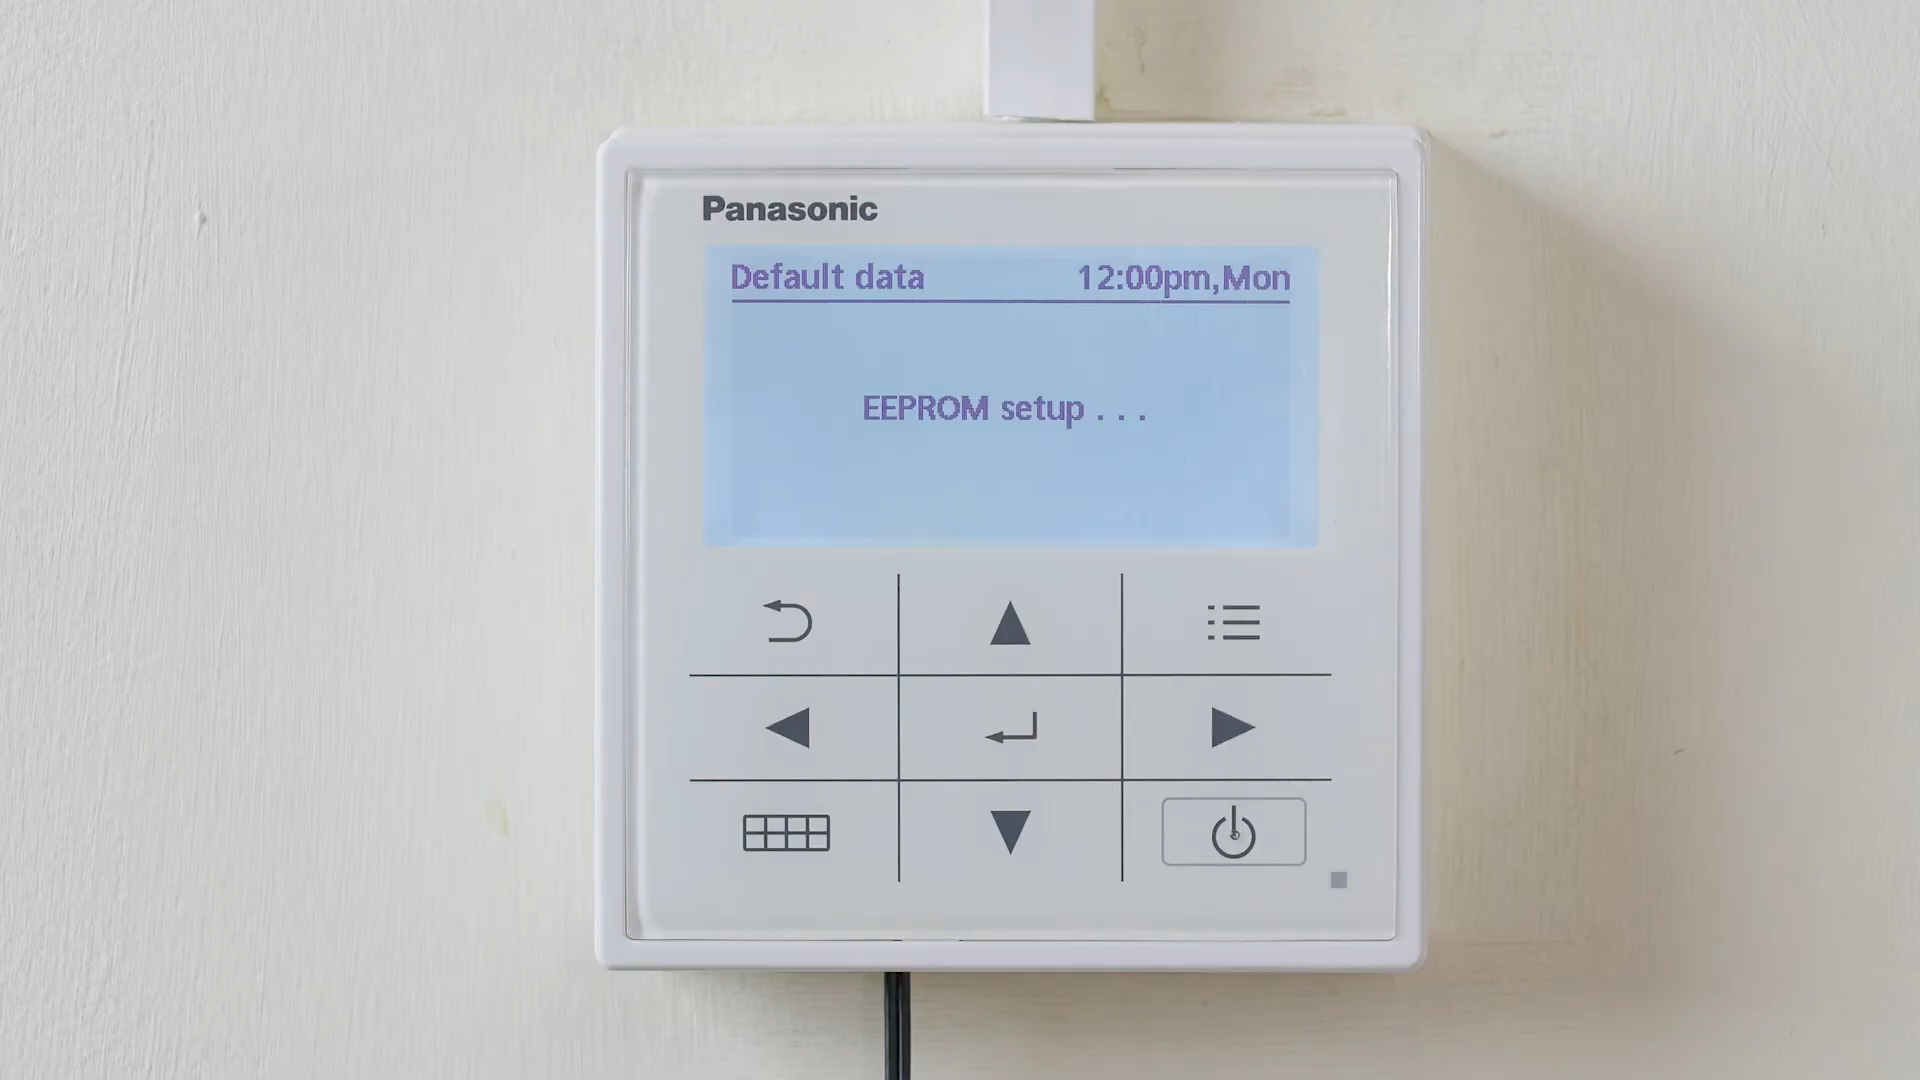 Panasonic
Default data 12:00pm,Mon
EEPROM setup . . .